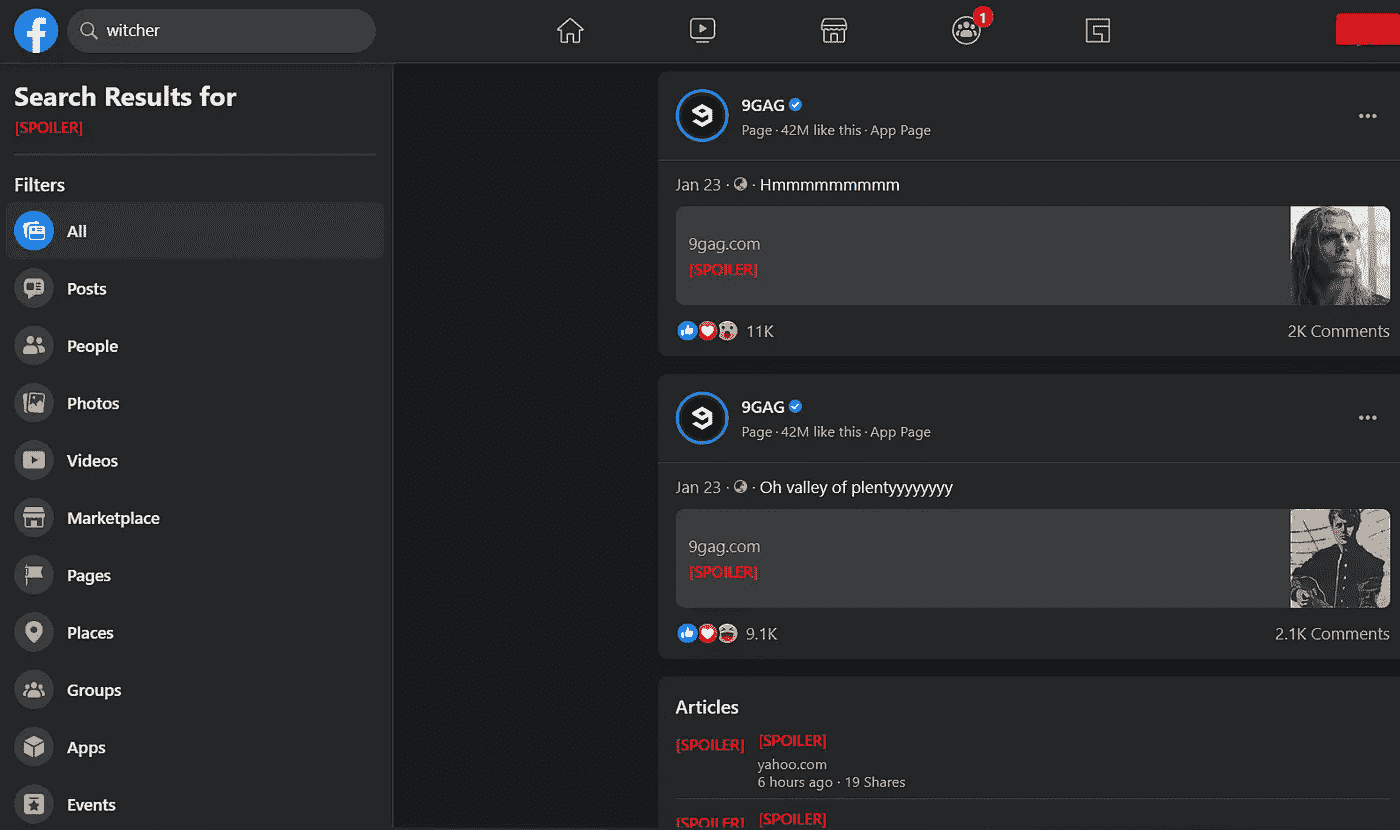 witcher
1
Search Results for
[SPOILER]
Filters
All
Posts
People
Photos
Videos
Marketplace
Pages
Places
Groups
Apps
Events
9GAG
Page · 42M like this · App Page
Jan 23 · · Hmmmmmmmmmm
9gag.com
[SPOILER]
11K
2K Comments
9GAG
Page · 42M like this · App Page
Jan 23 · · Oh valley of plentyyyyyyyy
9gag.com
[SPOILER]
9.1K
2.1K Comments
Articles
[SPOILER] [SPOILER]
yahoo.com
6 hours ago · 19 Shares
[SPOILER] [SPOILER]